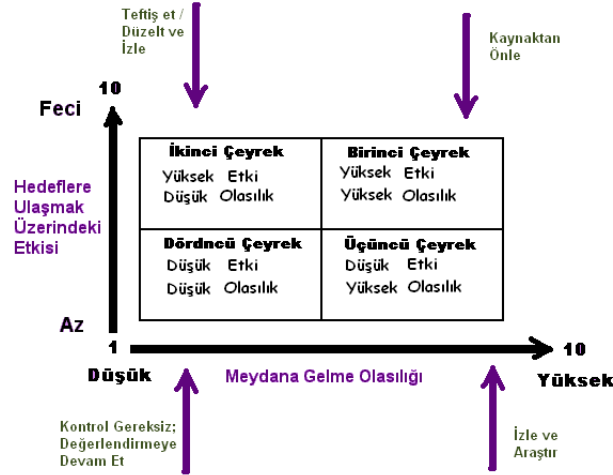 Teftiş et /
Düzelt ve
İzle
Kaynaktan
Önle
10
Feci
İkinci Çeyrek
Yüksek Etki
Düşük Olasılık
Birinci Çeyrek
Yüksek Etki
Yüksek Olasılık
Hedeflere
Ulaşmak
Üzerindeki
Etkisi
Dördncü Çeyrek
Düşük Etki
Düşük Olasılık
Üçüncü Çeyrek
Düşük Etki
Yüksek Olasılık
Az
1
10
Düşük
Meydana Gelme Olasılığı
Yüksek
Kontrol Gereksiz;
Değerlendirmeye
Devam Et
İzle ve
Araştır